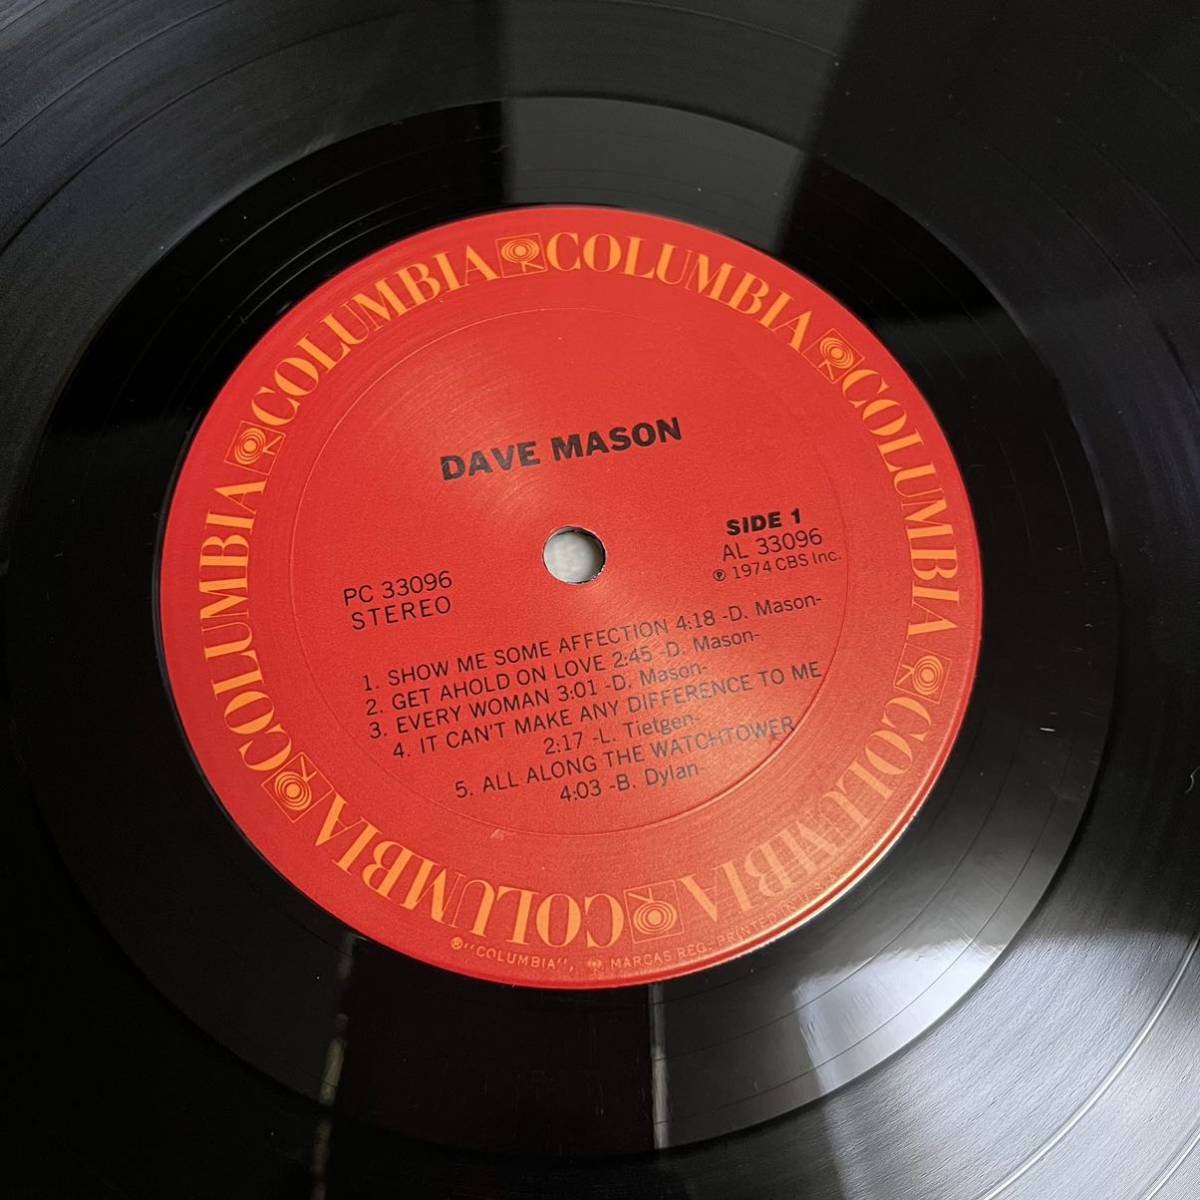 COLUMBIA COLUMBIA COLUMBIA COLUMBIA COLUMBIA COLUMBIA
DAVE MASON
SIDE 1
AL 33096
℗ 1974 CBS Inc.
PC 33096
STEREO
1. SHOW ME SOME AFFECTION 4:18 -D. Mason-
2. GET AHOLD ON LOVE 2:45 -D. Mason-
3. EVERY WOMAN 3:01 -D. Mason-
4. IT CAN'T MAKE ANY DIFFERENCE TO ME
2:17 -L. Tietgen-
5. ALL ALONG THE WATCHTOWER
4:03 -B. Dylan-
®"COLUMBIA", MARCAS REG. PRINTED IN U.S.A.